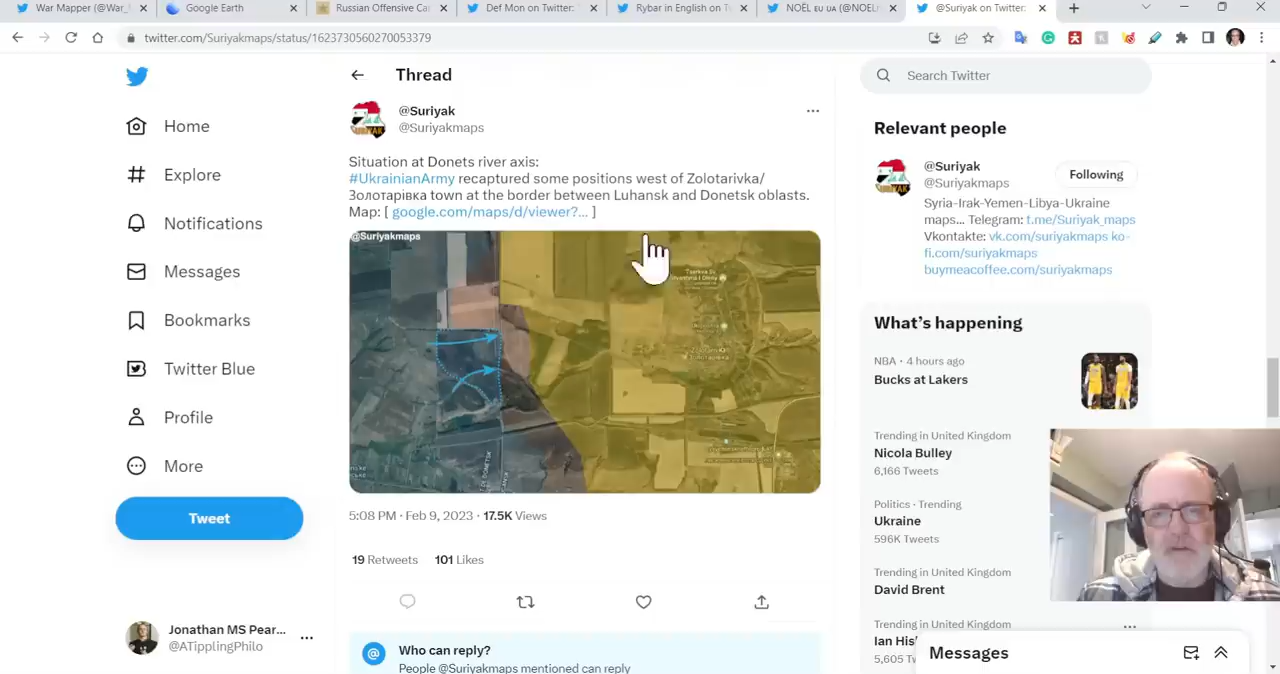 War Mapper (@War_
Google Earth
Russian Offensive Ca
Def Mon on Twitter:
Rybar in English on T
NOËL EU UA (@NOEL
@Suriyak on Twitter:
twitter.com/Suriyakmaps/status/1623730560270053379
Thread
Search Twitter
@Suriyak
@Suriyakmaps
Situation at Donets river axis:
#UkrainianArmy recaptured some positions west of Zolotarivka/
Золотарівка town at the border between Luhansk and Donetsk oblasts.
Map: [ google.com/maps/d/viewer?... ]
@Suriyakmaps
5:08 PM · Feb 9, 2023 · 17.5K Views
19 Retweets 101 Likes
Who can reply?
People @Suriyakmaps mentioned can reply
Home
Explore
Notifications
Messages
Bookmarks
Twitter Blue
Profile
More
Tweet
Jonathan MS Pear...
@ATipplingPhilo
Relevant people
@Suriyak
@Suriyakmaps
Following
Syria-Irak-Yemen-Libya-Ukraine
maps... Telegram: t.me/Suriyak_maps
Vkontakte: vk.com/suriyakmaps ko-
fi.com/suriyakmaps
buymeacoffee.com/suriyakmaps
What's happening
NBA · 4 hours ago
Bucks at Lakers
Trending in United Kingdom
Nicola Bulley
6,166 Tweets
Politics · Trending
Ukraine
596K Tweets
Trending in United Kingdom
David Brent
Trending in United Kingdom
Ian Hisl
5,605 Tw
Messages